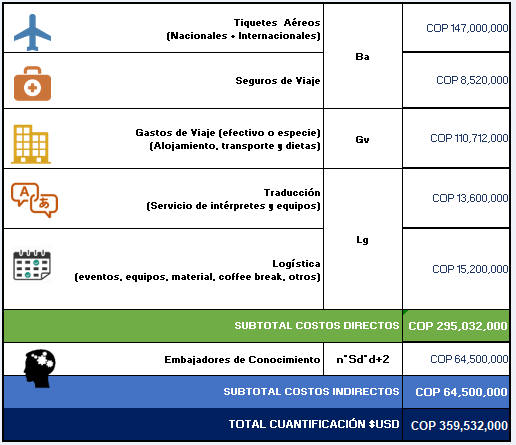 Tiquetes Aéreos
(Nacionales + Internacionales)
Ba
COP 147,000,000
Seguros de Viaje
COP 8,520,000
Gastos de Viaje (efectivo o especie)
(Alojamiento, transporte y dietas)
Gv
COP 110,712,000
A
あ
Traducción
(Servicio de intérpretes y equipos)
Lg
COP 13,600,000
Logística
(eventos, equipos, material, coffee break, otros)
COP 15,200,000
SUBTOTAL COSTOS DIRECTOS COP 295,032,000
Embajadores de Conocimiento n*Sd*d+2 COP 64,500,000
SUBTOTAL COSTOS INDIRECTOS COP 64,500,000
TOTAL CUANTIFICACIÓN $USD COP 359,532,000